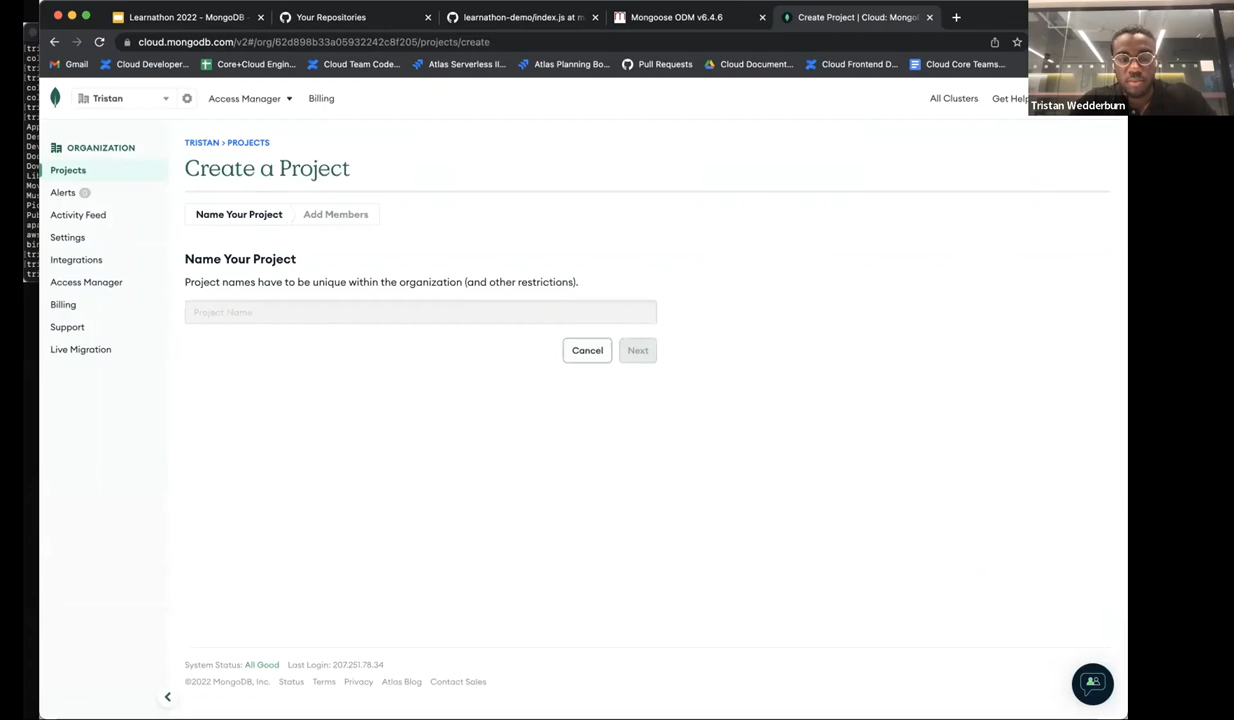 Learnathon 2022 - MongoDB -
Your Repositories
learnathon-demo/index.js at m
Mongoose ODM v6.4.6
Create Project | Cloud: Mongo
cloud.mongodb.com/v2#/org/62d898b33a05932242c8f205/projects/create
Gmail
Cloud Developer...
Core+Cloud Engin...
Cloud Team Code...
Atlas Serverless II...
Atlas Planning Bo...
Pull Requests
Cloud Document...
Cloud Frontend D...
Cloud Core Teams...
Tristan
Access Manager
Billing
All Clusters
Get Help
Tristan Wedderburn
ORGANIZATION
Projects
Alerts 0
Activity Feed
Settings
Integrations
Access Manager
Billing
Support
Live Migration
TRISTAN > PROJECTS
Create a Project
Name Your Project
Add Members
Name Your Project
Project names have to be unique within the organization (and other restrictions).
Project Name
Cancel
Next
System Status: All Good Last Login: 207.251.78.34
©2022 MongoDB, Inc. Status Terms Privacy Atlas Blog Contact Sales